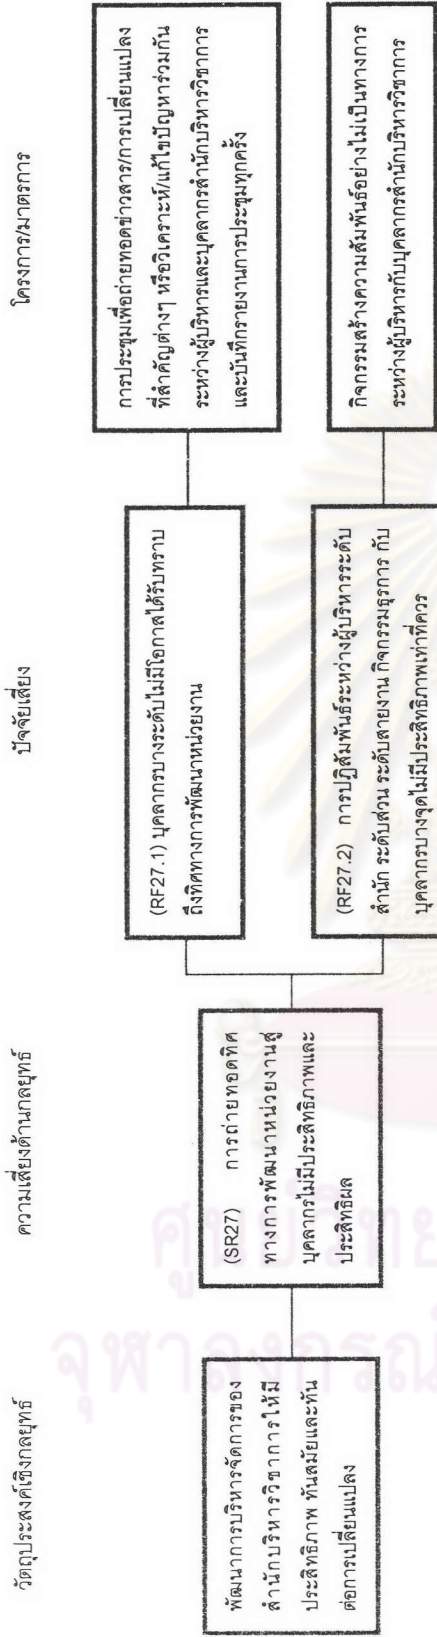 วัตถุประสงค์เชิงกลยุทธ์
ความเสี่ยงด้านกลยุทธ์
ปัจจัยเสี่ยง
โครงการ/มาตรการ
พัฒนาการบริหารจัดการของ
สำนักบริหารวิชาการให้มี
ประสิทธิภาพ ทันสมัยและทัน
ต่อการเปลี่ยนแปลง
(SR27) การถ่ายทอดทิศ
ทางการพัฒนาหน่วยงานสู่
บุคลากรไม่มีประสิทธิภาพและ
ประสิทธิผล
(RF27.1) บุคลากรบางระดับไม่มีโอกาสได้รับทราบ
ถึงทิศทางการพัฒนาหน่วยงาน
(RF27.2) การปฏิสัมพันธ์ระหว่างผู้บริหารระดับ
สำนัก ระดับส่วน ระดับสายงาน กิจกรรมธุรการ กับ
บุคลากรบางจุดไม่มีประสิทธิภาพเท่าที่ควร
การประชุมเพื่อถ่ายทอดข่าวสาร/การเปลี่ยนแปลง
ที่สำคัญต่างๆ หรือวิเคราะห์/แก้ไขปัญหาร่วมกัน
ระหว่างผู้บริหารและบุคลากรสำนักบริหารวิชาการ
และบันทึกรายงานการประชุมทุกครั้ง
กิจกรรมสร้างความสัมพันธ์อย่างไม่เป็นทางการ
ระหว่างผู้บริหารกับบุคลากรสำนักบริหารวิชาการ